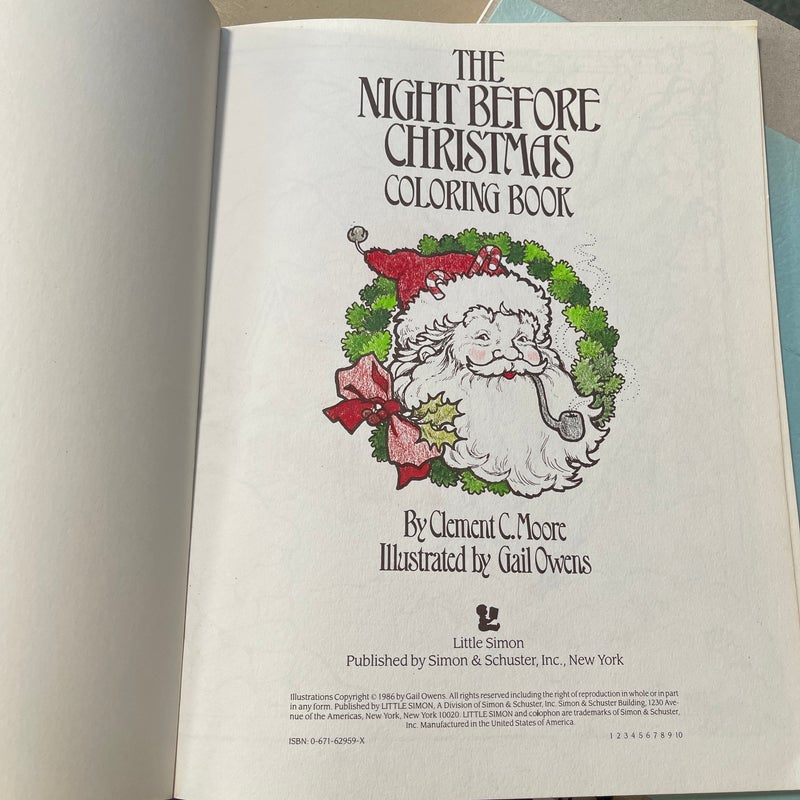 THE
NIGHT BEFORE
CHRISTMAS
COLORING BOOK
By Clement C. Moore
Illustrated by Gail Owens
Little Simon
Published by Simon & Schuster, Inc., New York
Illustrations Copyright © 1986 by Gail Owens. All rights reserved including the right of reproduction in whole or in part
in any form. Published by LITTLE SIMON, A Division of Simon & Schuster, Inc. Simon & Schuster Building, 1230 Ave-
nue of the Americas, New York, New York 10020. LITTLE SIMON and colophon are trademarks of Simon & Schuster,
Inc. Manufactured in the United States of America.
ISBN: 0-671-62959-X
1 2 3 4 5 6 7 8 9 10